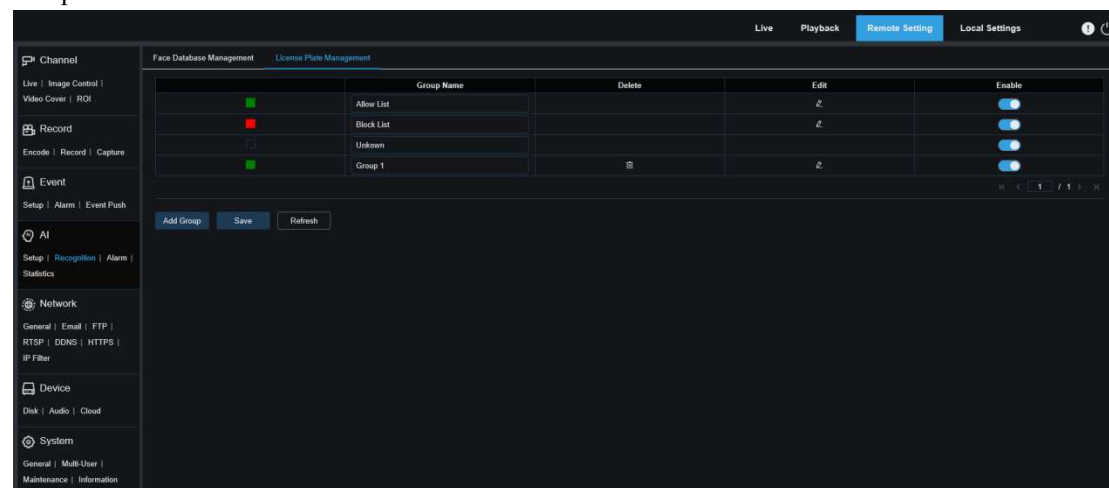 Live Playback Remote Setting Local Settings
Channel
Live | Image Control |
Video Cover | ROI
Record
Encode | Record | Capture
Event
Setup | Alarm | Event Push
AI
Setup | Recognition | Alarm |
Statistics
Network
General | Email | FTP |
RTSP | DDNS | HTTPS |
IP Filter
Device
Disk | Audio | Cloud
System
General | Multi-User |
Maintenance | Information
Face Database Management License Plate Management
Group Name Delete Edit Enable
Allow List
Block List
Unkown
Group 1
1 / 1
Add Group Save Refresh